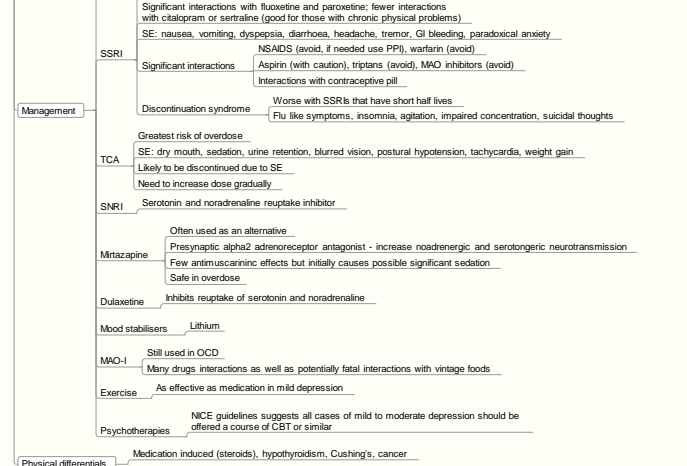 Significant interactions with fluoxetine and paroxetine; fewer interactions
with citalopram or sertraline (good for those with chronic physical problems)
SE: nausea, vomiting, dyspepsia, diarrhoea, headache, tremor, GI bleeding, paradoxical anxiety
SSRI
NSAIDS (avoid, if needed use PPI), warfarin (avoid)
Significant interactions
Aspirin (with caution), triptans (avoid), MAO inhibitors (avoid)
Interactions with contraceptive pill
Discontinuation syndrome
Worse with SSRIs that have short half lives
Flu like symptoms, insomnia, agitation, impaired concentration, suicidal thoughts
Management
Greatest risk of overdose
SE: dry mouth, sedation, urine retention, blurred vision, postural hypotension, tachycardia, weight gain
TCA
Likely to be discontinued due to SE
Need to increase dose gradually
SNRI
Serotonin and noradrenaline reuptake inhibitor
Often used as an alternative
Presynaptic alpha2 adrenoreceptor antagonist - increase noadrenergic and serotongeric neurotransmission
Mirtazapine
Few antimuscarininc effects but initially causes possible significant sedation
Safe in overdose
Dulaxetine
Inhibits reuptake of serotonin and noradrenaline
Mood stabilisers
Lithium
MAO-I
Still used in OCD
Many drugs interactions as well as potentially fatal interactions with vintage foods
Exercise
As effective as medication in mild depression
Psychotherapies
NICE guidelines suggests all cases of mild to moderate depression should be
offered a course of CBT or similar
Physical differentials
Medication induced (steroids), hypothyroidism, Cushing's, cancer